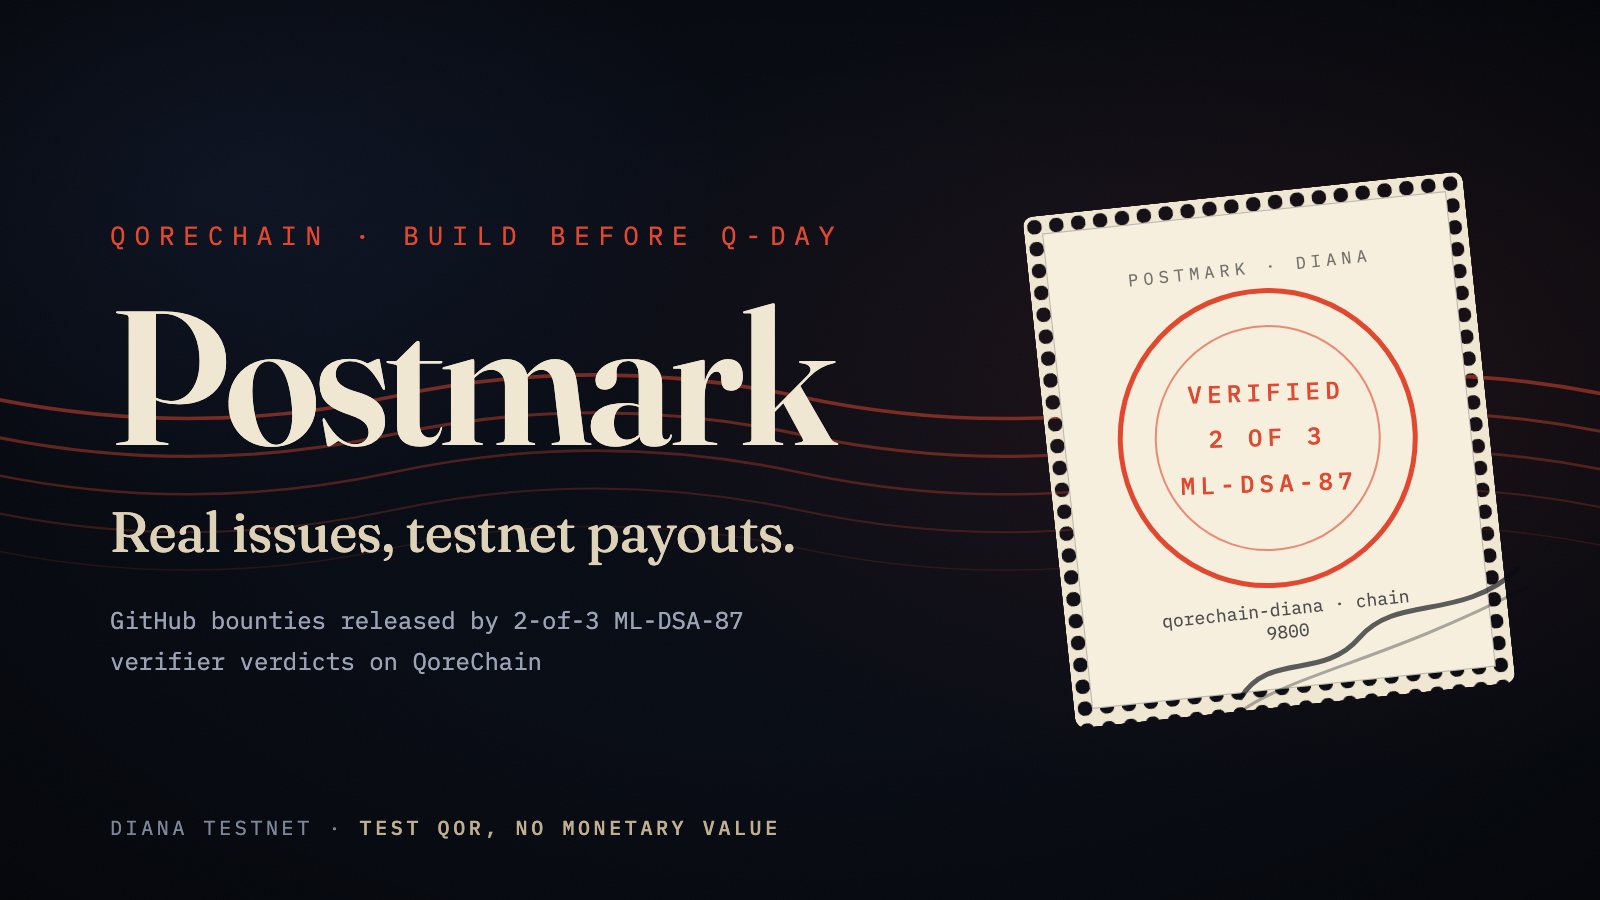 QORECHAIN · BUILD BEFORE Q-DAY
Postmark
Real issues, testnet payouts.
GitHub bounties released by 2-of-3 ML-DSA-87
verifier verdicts on QoreChain
DIANA TESTNET · TEST QOR, NO MONETARY VALUE
POSTMARK · DIANA
VERIFIED
2 OF 3
ML-DSA-87
qorechain-diana · chain
9800